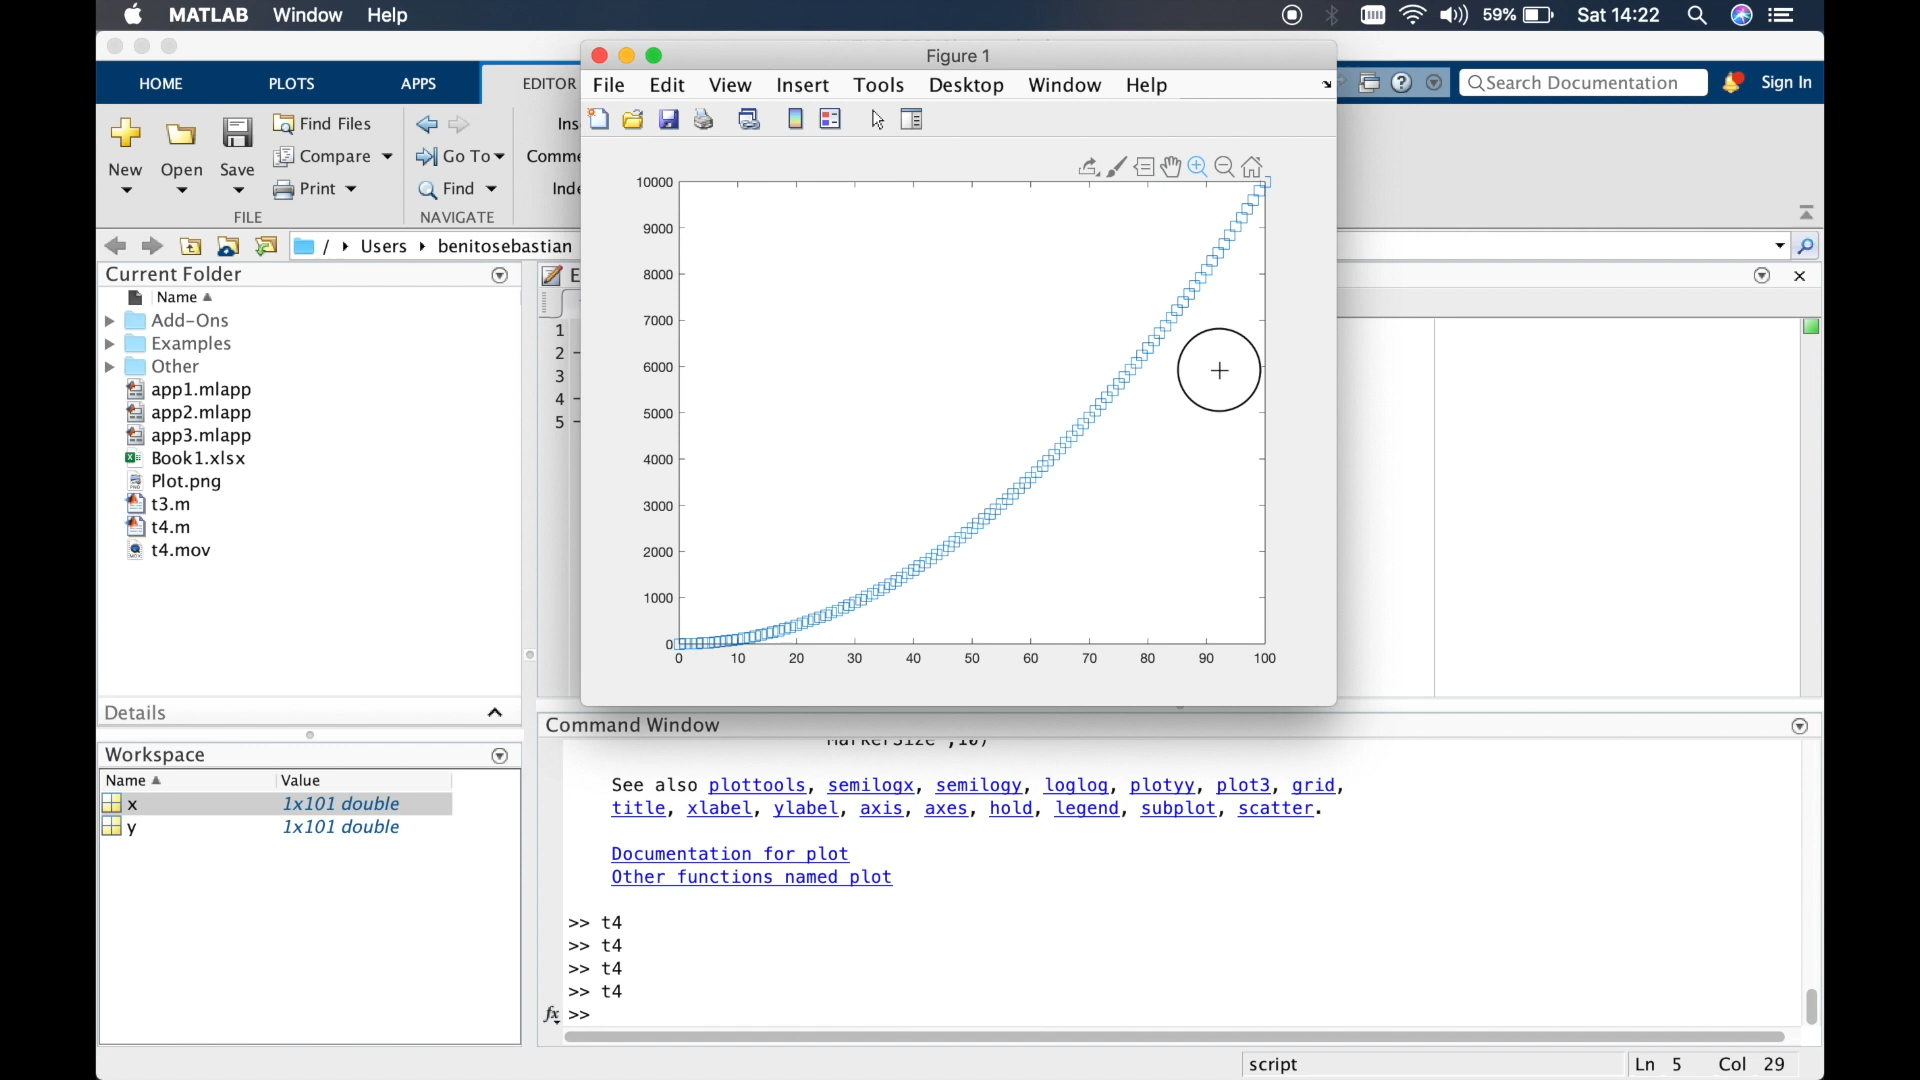 MATLAB Window Help
59% Sat 14:22
Figure 1
HOME PLOTS APPS EDITOR
File Edit View Insert Tools Desktop Window Help
Search Documentation
Sign In
New
Open
Save
Find Files
Compare
Print
Go To
Find
FILE
NAVIGATE
/ Users benitosebastian
Current Folder
Name
Add-Ons
Examples
Other
app1.mlapp
app2.mlapp
app3.mlapp
Book1.xlsx
Plot.png
t3.m
t4.m
t4.mov
Details
Workspace
Name Value
x 1x101 double
y 1x101 double
1
2 -
3
4 -
5 -
10000
9000
8000
7000
6000
5000
4000
3000
2000
1000
0
0 10 20 30 40 50 60 70 80 90 100
Command Window
See also plottools, semilogx, semilogy, loglog, plotyy, plot3, grid,
title, xlabel, ylabel, axis, axes, hold, legend, subplot, scatter.
Documentation for plot
Other functions named plot
>> t4
>> t4
>> t4
>> t4
fx >>
script Ln 5 Col 29